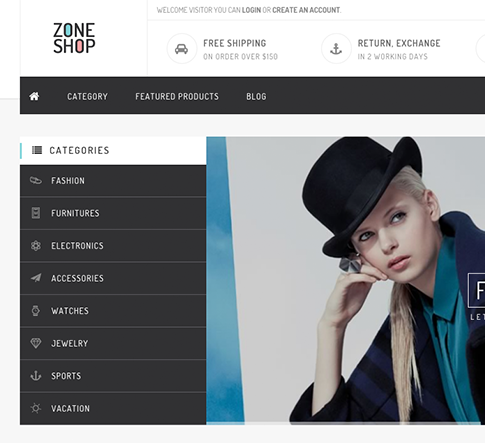 WELCOME VISITOR YOU CAN LOGIN OR CREATE AN ACCOUNT.
ZONE
SHOP
FREE SHIPPING
ON ORDER OVER $150
RETURN, EXCHANGE
IN 2 WORKING DAYS
CATEGORY
FEATURED PRODUCTS
BLOG
CATEGORIES
FASHION
FURNITURES
ELECTRONICS
ACCESSORIES
WATCHES
JEWELRY
SPORTS
VACATION
F
LET